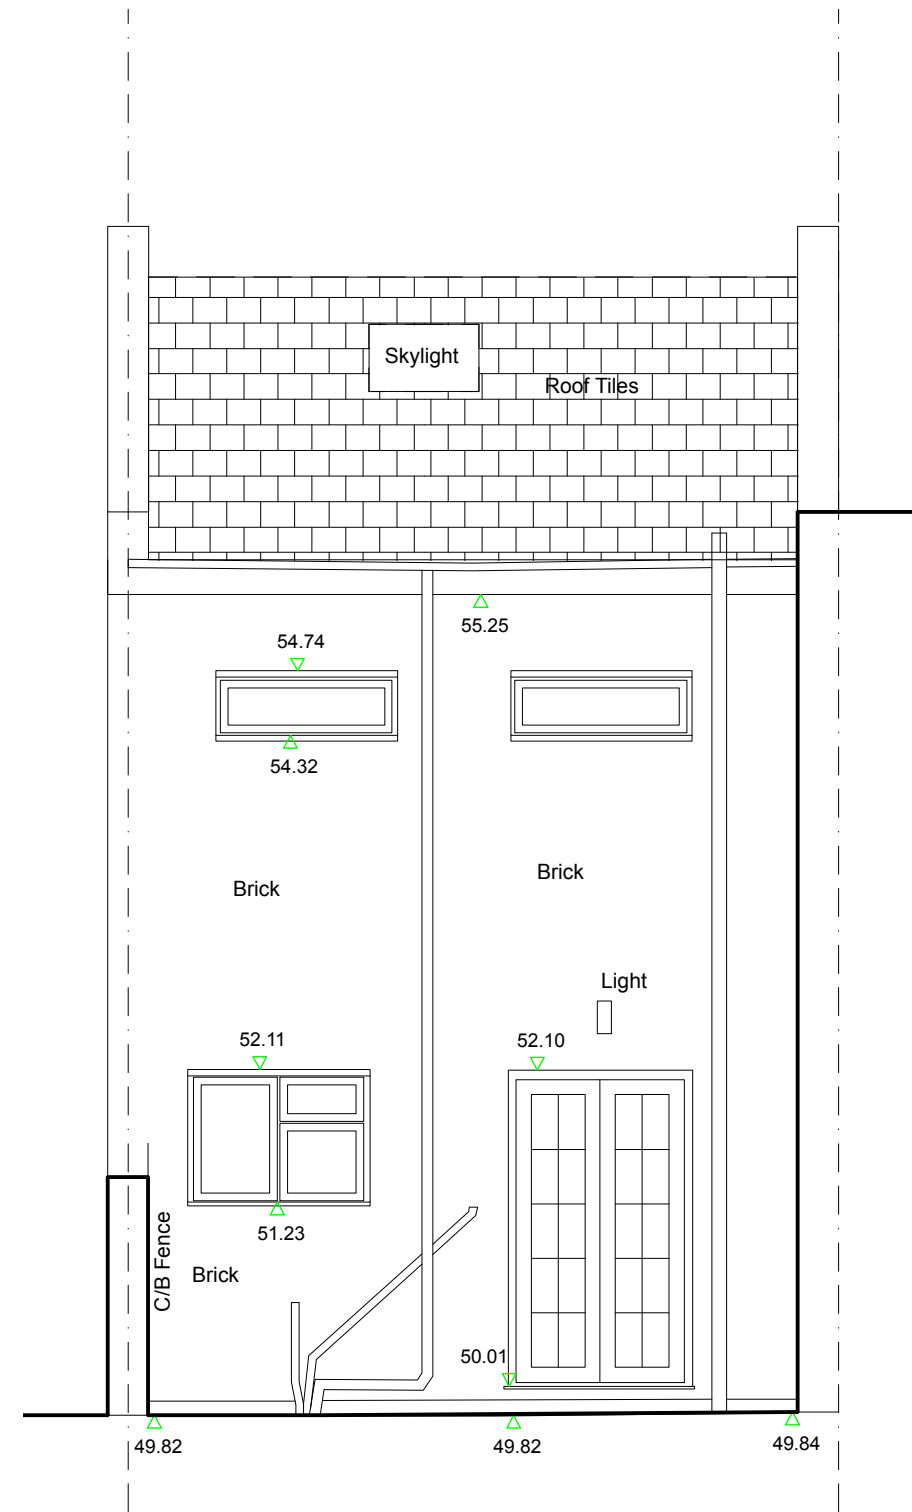 Skylight
Roof Tiles
55.25
54.74
54.32
Brick
Brick
Light
52.11
52.10
51.23
C/B Fence
Brick
50.01
49.82
49.82
49.84